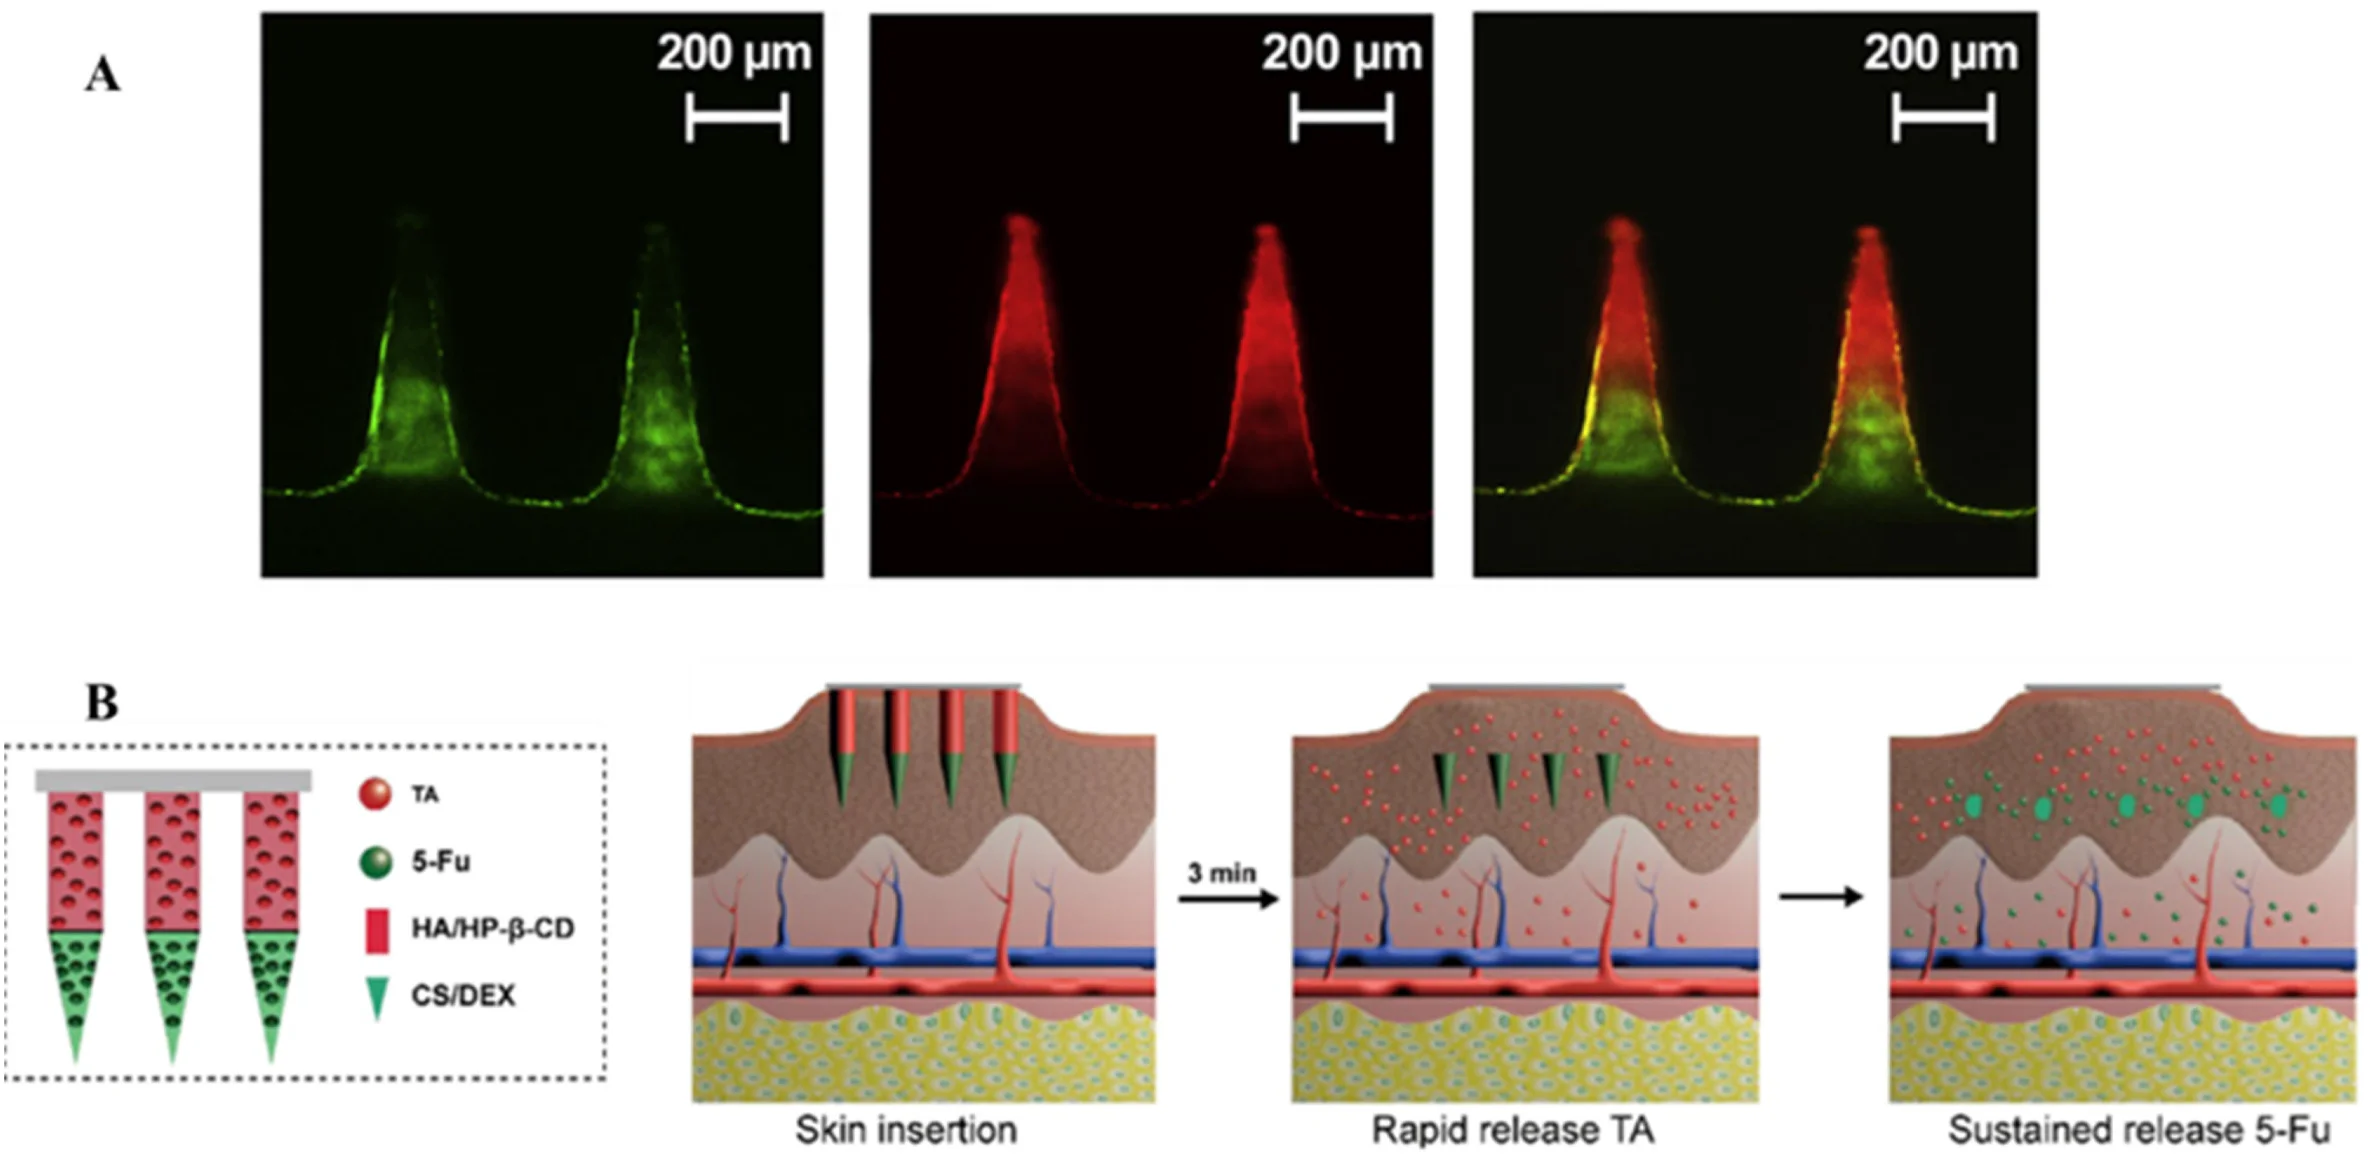 A
200 µm
200 µm
200 µm
B
TA
5-Fu
HA/HP-β-CD
CS/DEX
3 min
Skin insertion
Rapid release TA
Sustained release 5-Fu